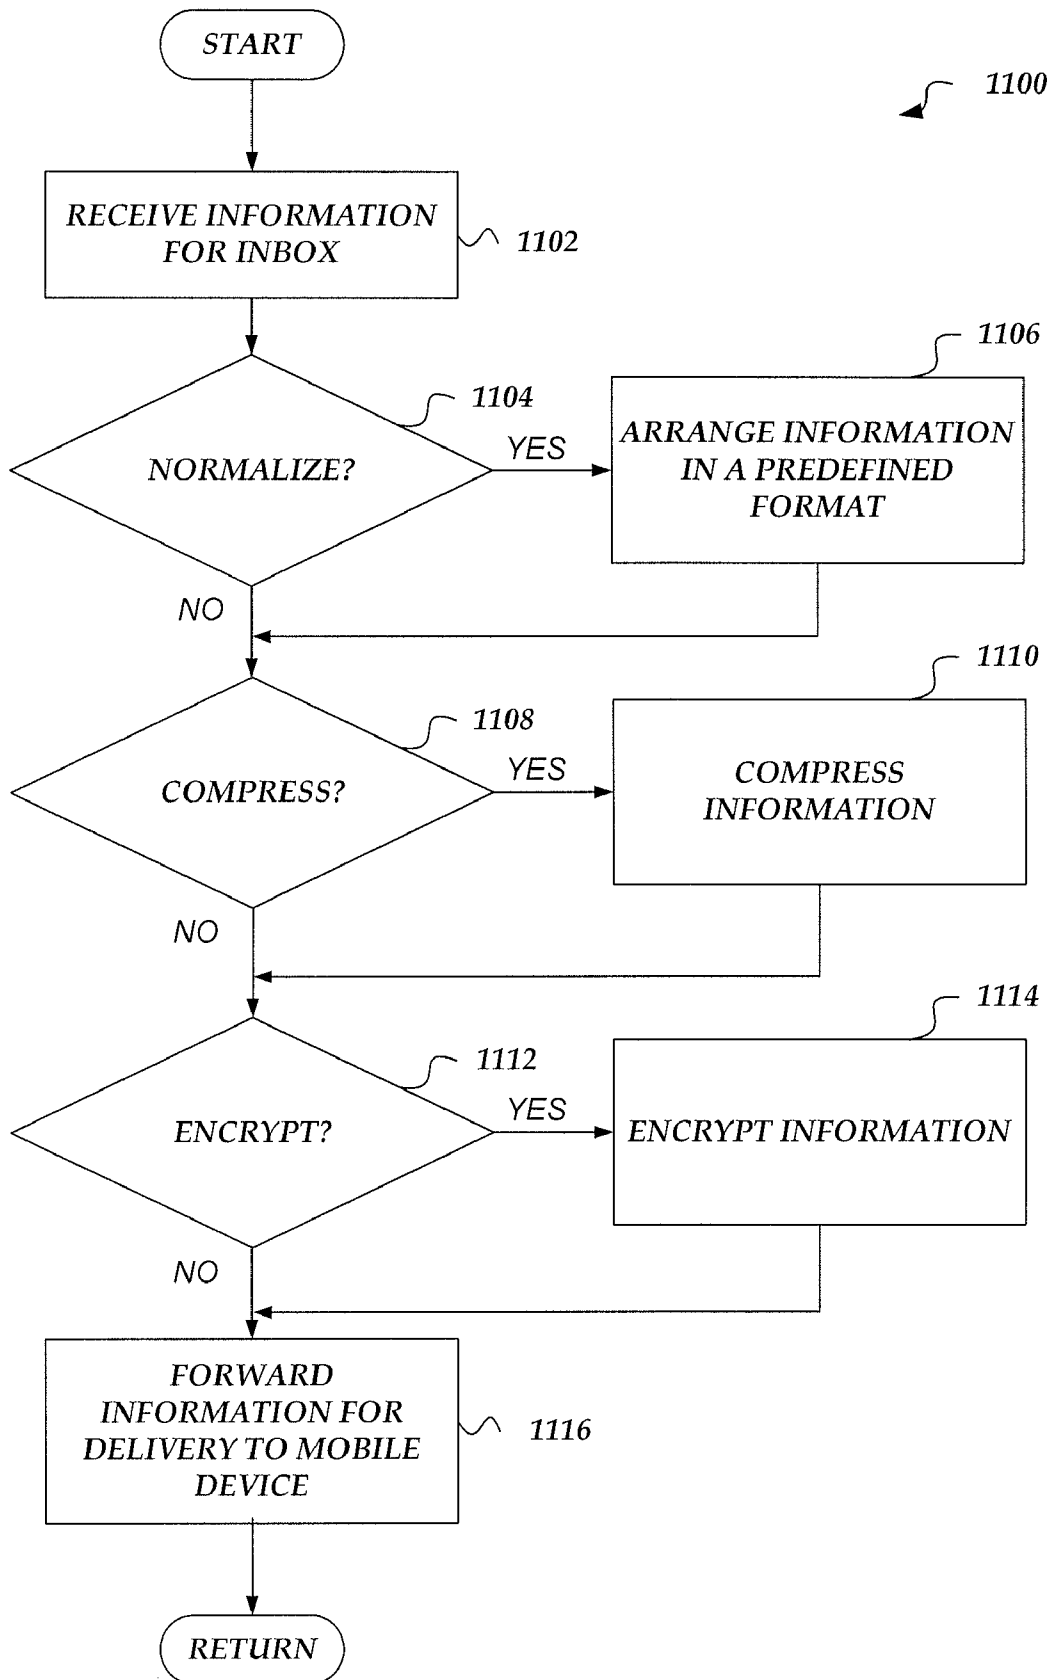 START
1100
RECEIVE INFORMATION
FOR INBOX
1102
1106
1104
NORMALIZE?
YES
ARRANGE INFORMATION
IN A PREDEFINED
FORMAT
NO
1110
1108
COMPRESS?
YES
COMPRESS
INFORMATION
NO
1114
1112
ENCRYPT?
YES
ENCRYPT INFORMATION
NO
FORWARD
INFORMATION FOR
DELIVERY TO MOBILE
DEVICE
1116
RETURN